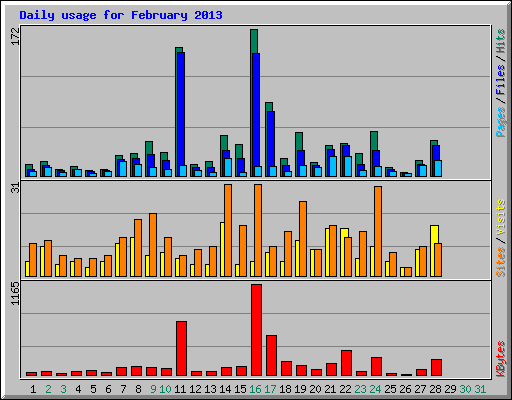 Daily usage for February 2013
172
Pages / Files / Hits
31
Sites / Visits
1165
KBytes
1 2 3 4 5 6 7 8 9 10 11 12 13 14 15 16 17 18 19 20 21 22 23 24 25 26 27 28 29 30 31